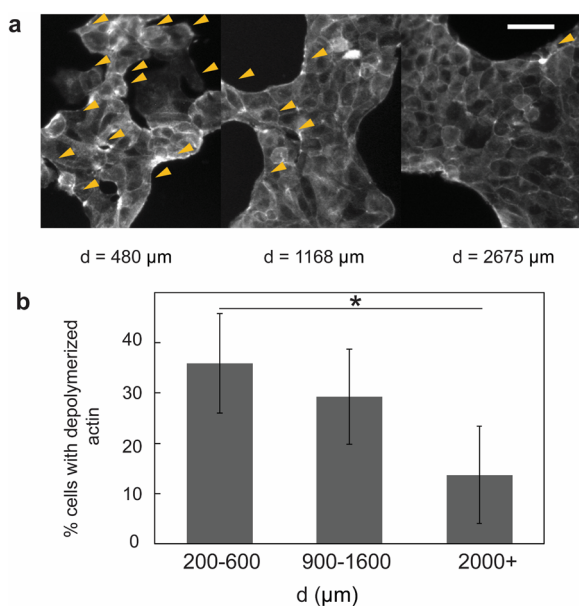 a
d = 480 µm
d = 1168 µm
d = 2675 µm
b
% cells with depolymerized
actin
40
30
20
10
0
*
200-600
900-1600
2000+
d (µm)